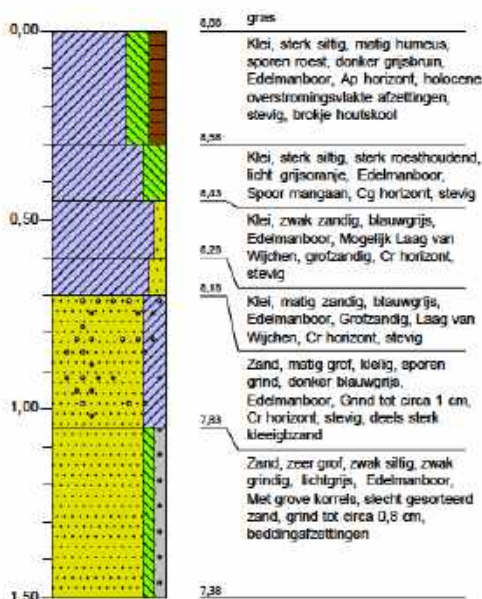 gras
0,00
Klei, sterk siltig, matig humeus,
sporen roest, donker grijsbruin,
Edelmanboor, Ap horizont, holocene
overstromingsvlakte afzettingen,
stevig, brokje houtskool
8,58
Klei, sterk siltig, sterk roesthoudend,
licht grijsoranje, Edelmanboor,
Spoor mangaan, Cg horizont, stevig
8,43
0,50
Klei, zwak zandig, blauwgrijs,
Edelmanboor, Mogelijk Laag van
Wijchen, grofzandig, Cr horizont,
stevig
8,18
Klei, matig zandig, blauwgrijs,
Edelmanboor, Grofzandig, Laag van
Wijchen, Cr horizont, stevig
Zand, matig grof, kleiig, sporen
grind, donker blauwgrijs,
Edelmanboor, Grind tot circa 1 cm,
Cr horizont, stevig, deels sterk
kleeigbzand
1,00
7,83
Zand, zeer grof, zwak siltig, zwak
grindig, lichtgrijs, Edelmanboor,
Met grove korrels, slecht gesorteerd
zand, grind tot circa 0,8 cm,
beddingafzettingen
1,50
7,38